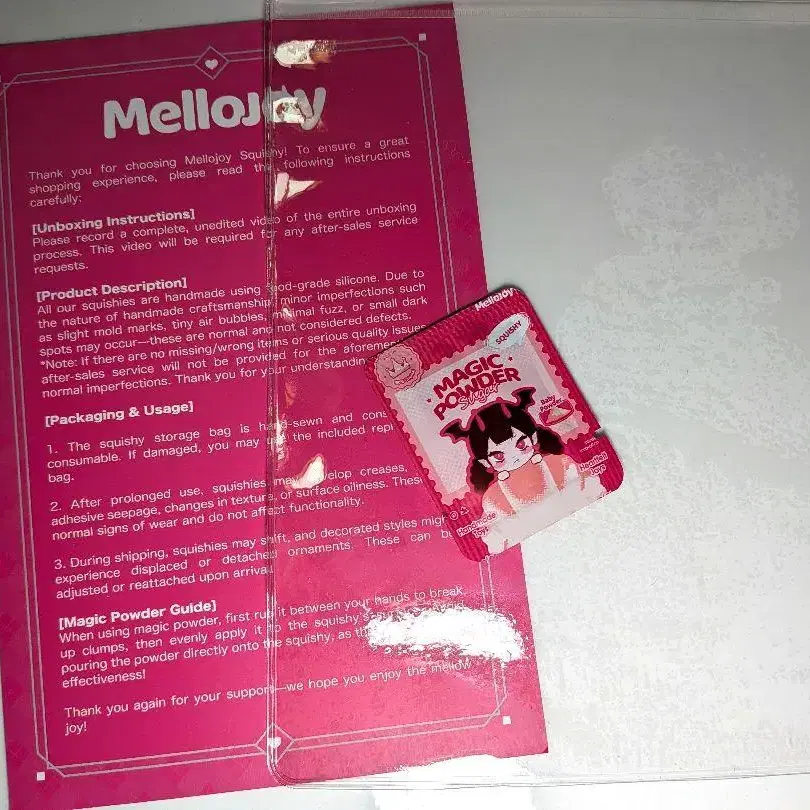 Mellojoy
Thank you for choosing Mellojoy Squishy! To ensure a great
shopping experience, please read the following instructions
carefully:
[Unboxing Instructions]
Please record a complete, unedited video of the entire unboxing
process. This video will be required for any after-sales service
requests.
[Product Description]
All our squishies are handmade using food-grade silicone. Due to
the nature of handmade craftsmanship, minor imperfections such
as slight mold marks, tiny air bubbles, minimal fuzz, or small dark
spots may occur—these are normal and not considered defects.
*Note: If there are no missing/wrong items or serious quality issues
after-sales service will not be provided for the
normal imperfections. Thank you for your understanding
[Packaging & Usage]
1. The squishy storage bag is hand-sewn and
consumable. If damaged, you may the included
bag.
2. After prolonged use, squishies may develop creases,
adhesive seepage, changes in texture, or surface oiliness. These
normal signs of wear and do not affect functionality.
3. During shipping, squishies may shift, and decorated styles
experience displaced or detached ornaments. These can
adjusted or reattached upon arrival
[Magic Powder Guide]
When using magic powder, first rub it between your hands to break
up clumps, then evenly apply it to the squishy's
pouring the powder directly onto the squishy, as
effectiveness!
Thank you again for your support—we hope you enjoy the mellow
joy!
Mellojoy
SQUISHY
MAGIC
POWDER
Sugar
Baby
Powder
Handmade
Toy